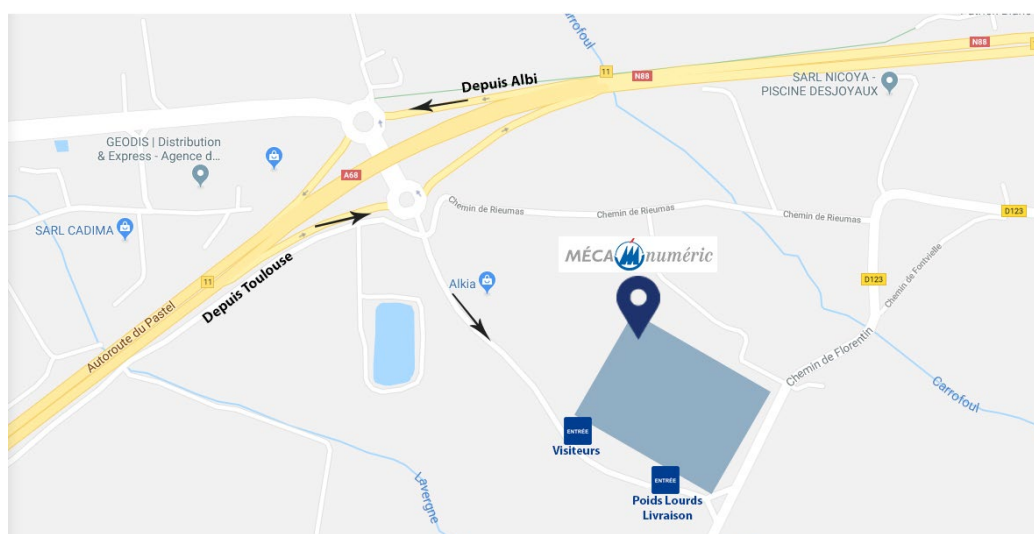 Carrofoul
N88
11
N88
Depuis Albi
SARL NICOYA -
PISCINE DESJOYAUX
GEODIS | Distribution
& Express - Agence d...
A68
Chemin de Rieumas
Chemin de Rieumas
Chemin de Rieumas
D123
SARL CADIMA
MÉCA numéric
Chemin de Fontvielle
11
Depuis Toulouse
Alkia
D123
Autoroute du Pastel
Chemin de Florentin
Carrofoul
ENTRÉE
Visiteurs
ENTRÉE
Poids Lourds
Livraison
Lavergne